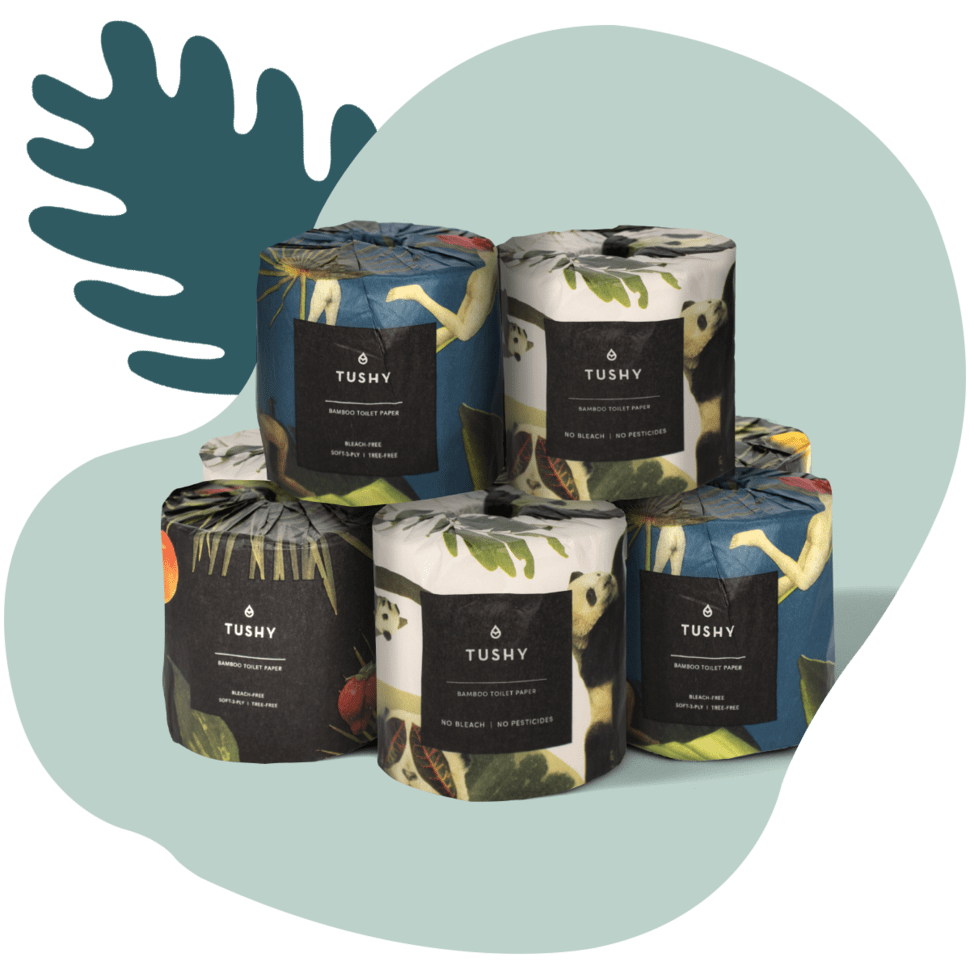 TUSHY
BAMBOO TOILET PAPER
BLEACH-FREE
SOFT-3-PLY | TREE-FREE
TUSHY
BAMBOO TOILET PAPER
NO BLEACH | NO PESTICIDES
TUSHY
BAMBOO TOILET PAPER
BLEACH-FREE
SOFT-3-PLY | TREE-FREE
TUSHY
BAMBOO TOILET PAPER
NO BLEACH | NO PESTICIDES
TUSHY
BAMBOO TOILET PAPER
BLEACH-FREE
SOFT-3-PLY | TREE-FREE